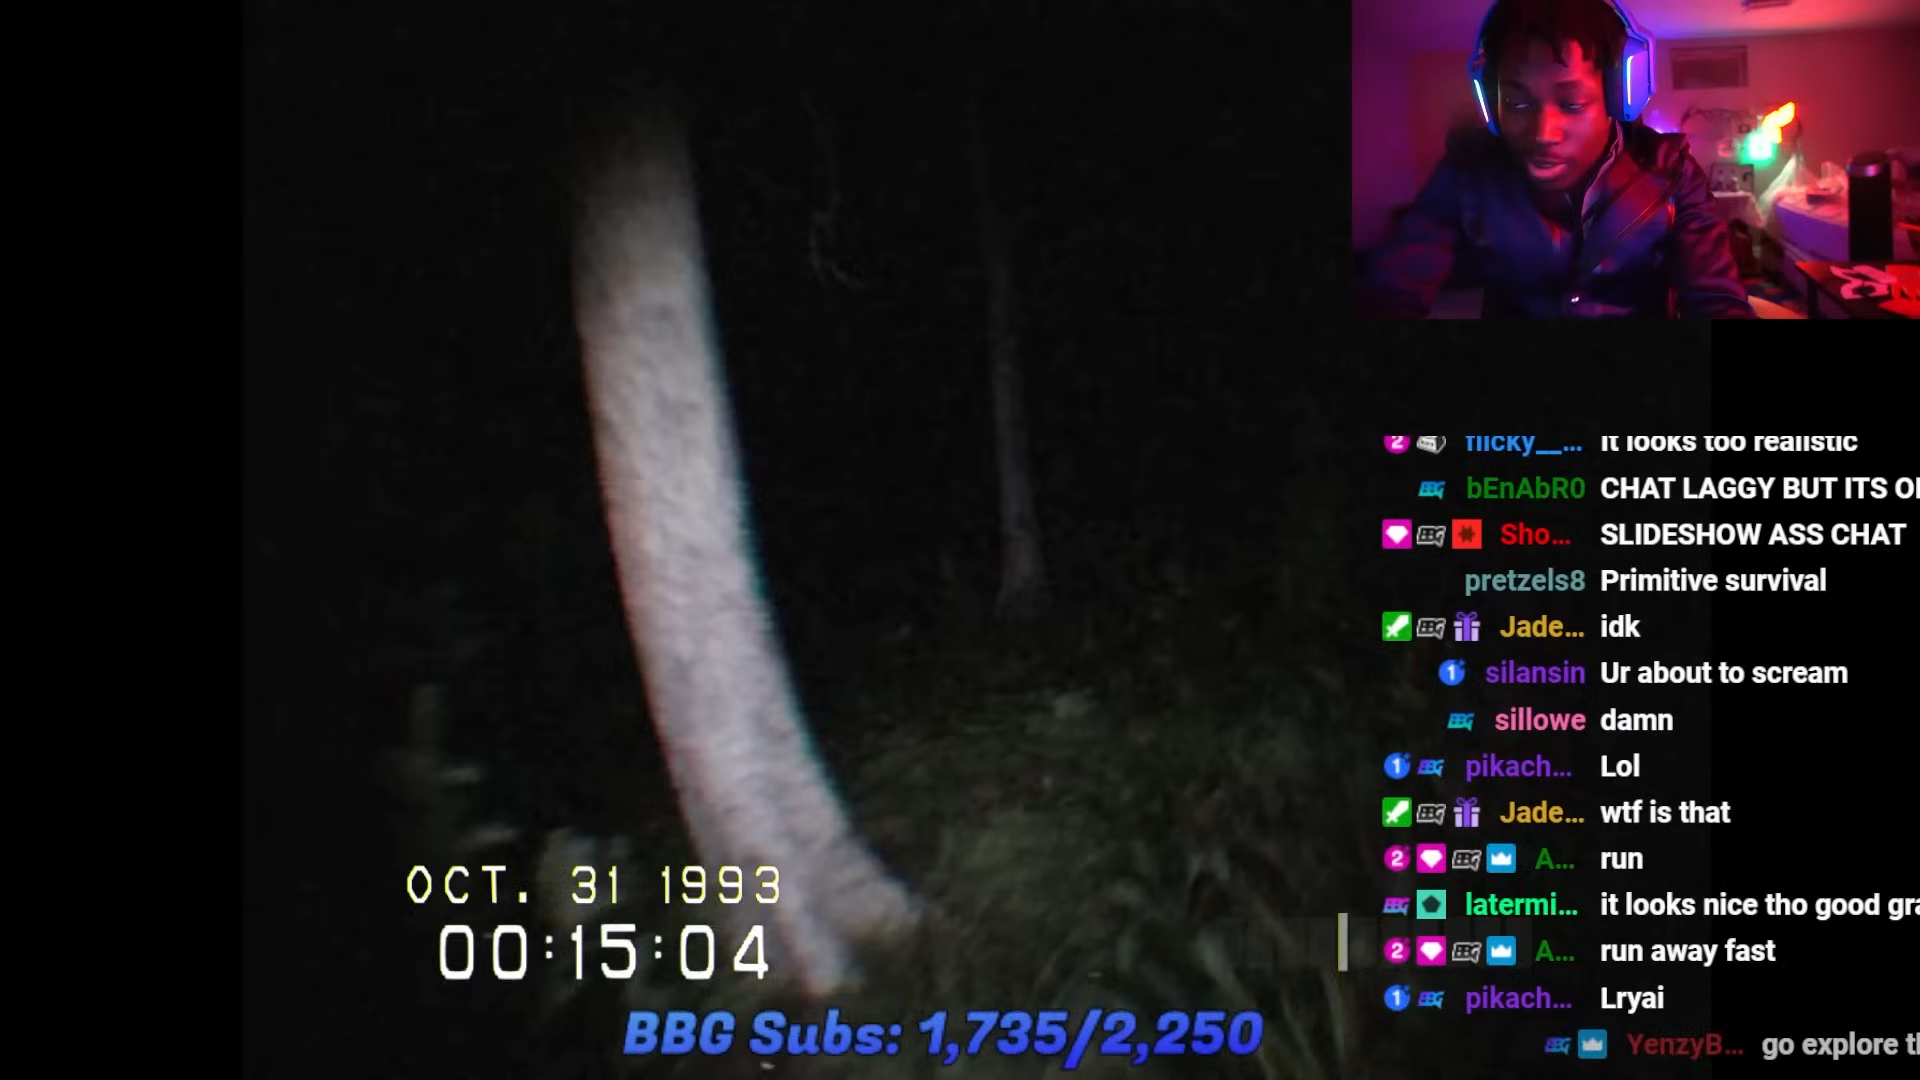 flicky__... It looks too realistic
bEnAbR0 CHAT LAGGY BUT ITS
Sho... SLIDESHOW ASS CHAT
pretzels8 Primitive survival
Jade... idk
silansin Ur about to scream
sillowe damn
pikach... Lol
Jade... wtf is that
2 A... run
latermi... it looks nice tho good
2 A... run away fast
pikach... Lryai
YenzyB... go explore
OCT. 31 1993
00:15:04
BBG Subs: 1,735/2,250